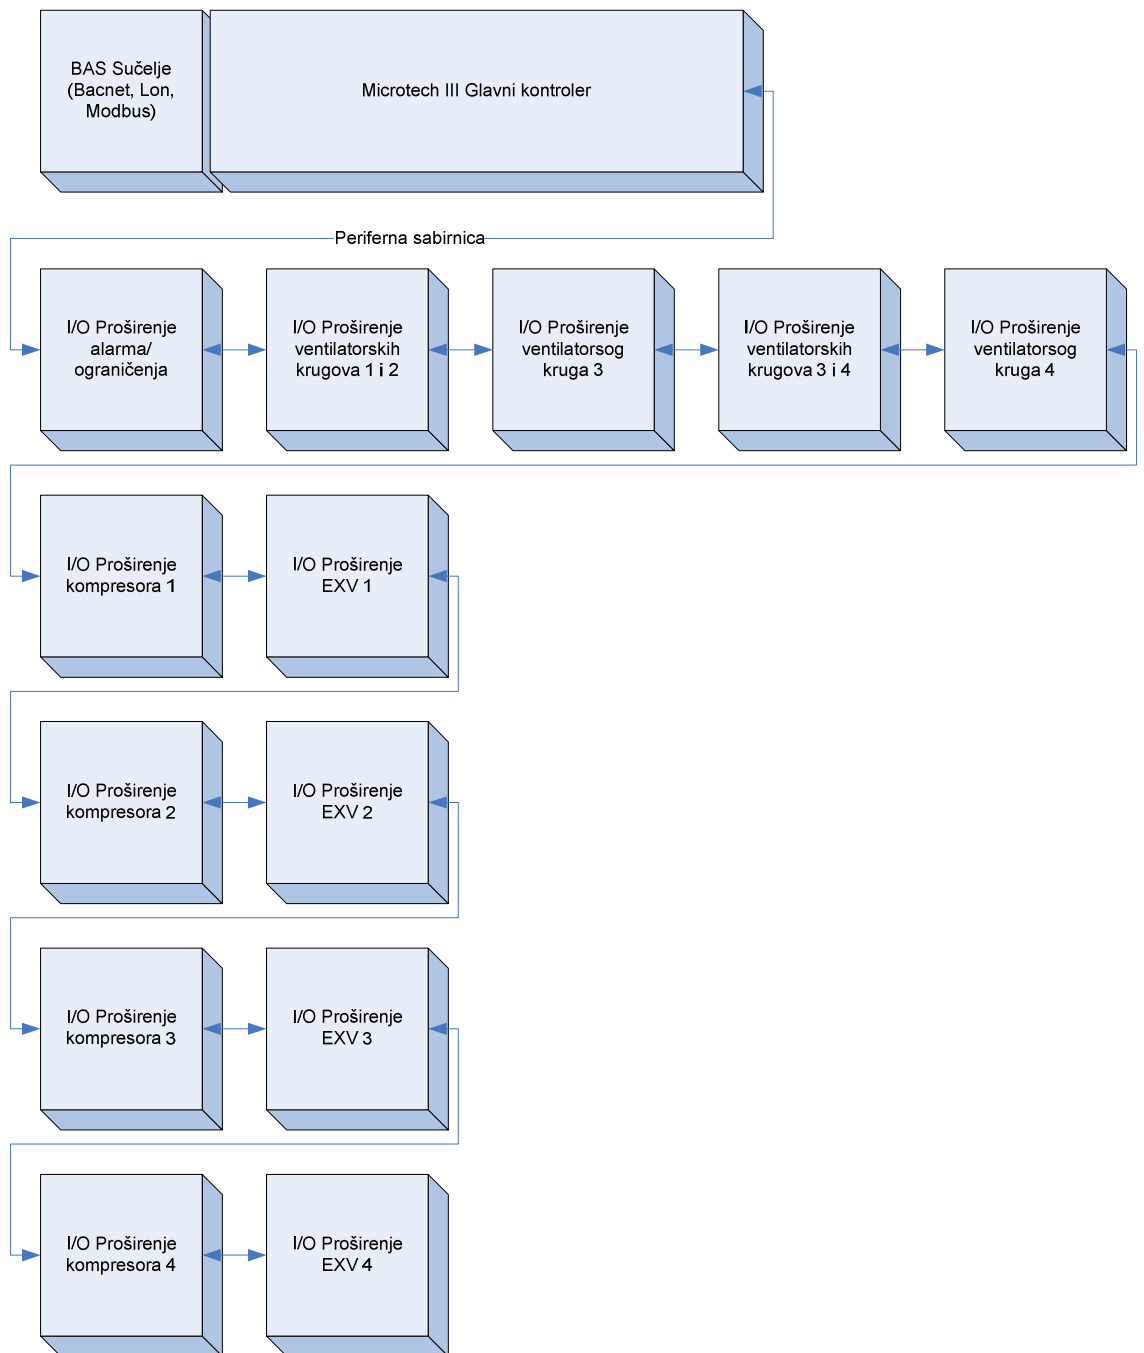 BAS Sučelje
(Bacnet, Lon,
Modbus)
Microtech III Glavni kontroler
Periferna sabirnica
I/O Proširenje
alarma/
ograničenja
I/O Proširenje
ventilatorskih
krugova 1 i 2
I/O Proširenje
ventilatorsog
kruga 3
I/O Proširenje
ventilatorskih
krugova 3 i 4
I/O Proširenje
ventilatorsog
kruga 4
I/O Proširenje
kompresora 1
I/O Proširenje
EXV 1
I/O Proširenje
kompresora 2
I/O Proširenje
EXV 2
I/O Proširenje
kompresora 3
I/O Proširenje
EXV 3
I/O Proširenje
kompresora 4
I/O Proširenje
EXV 4